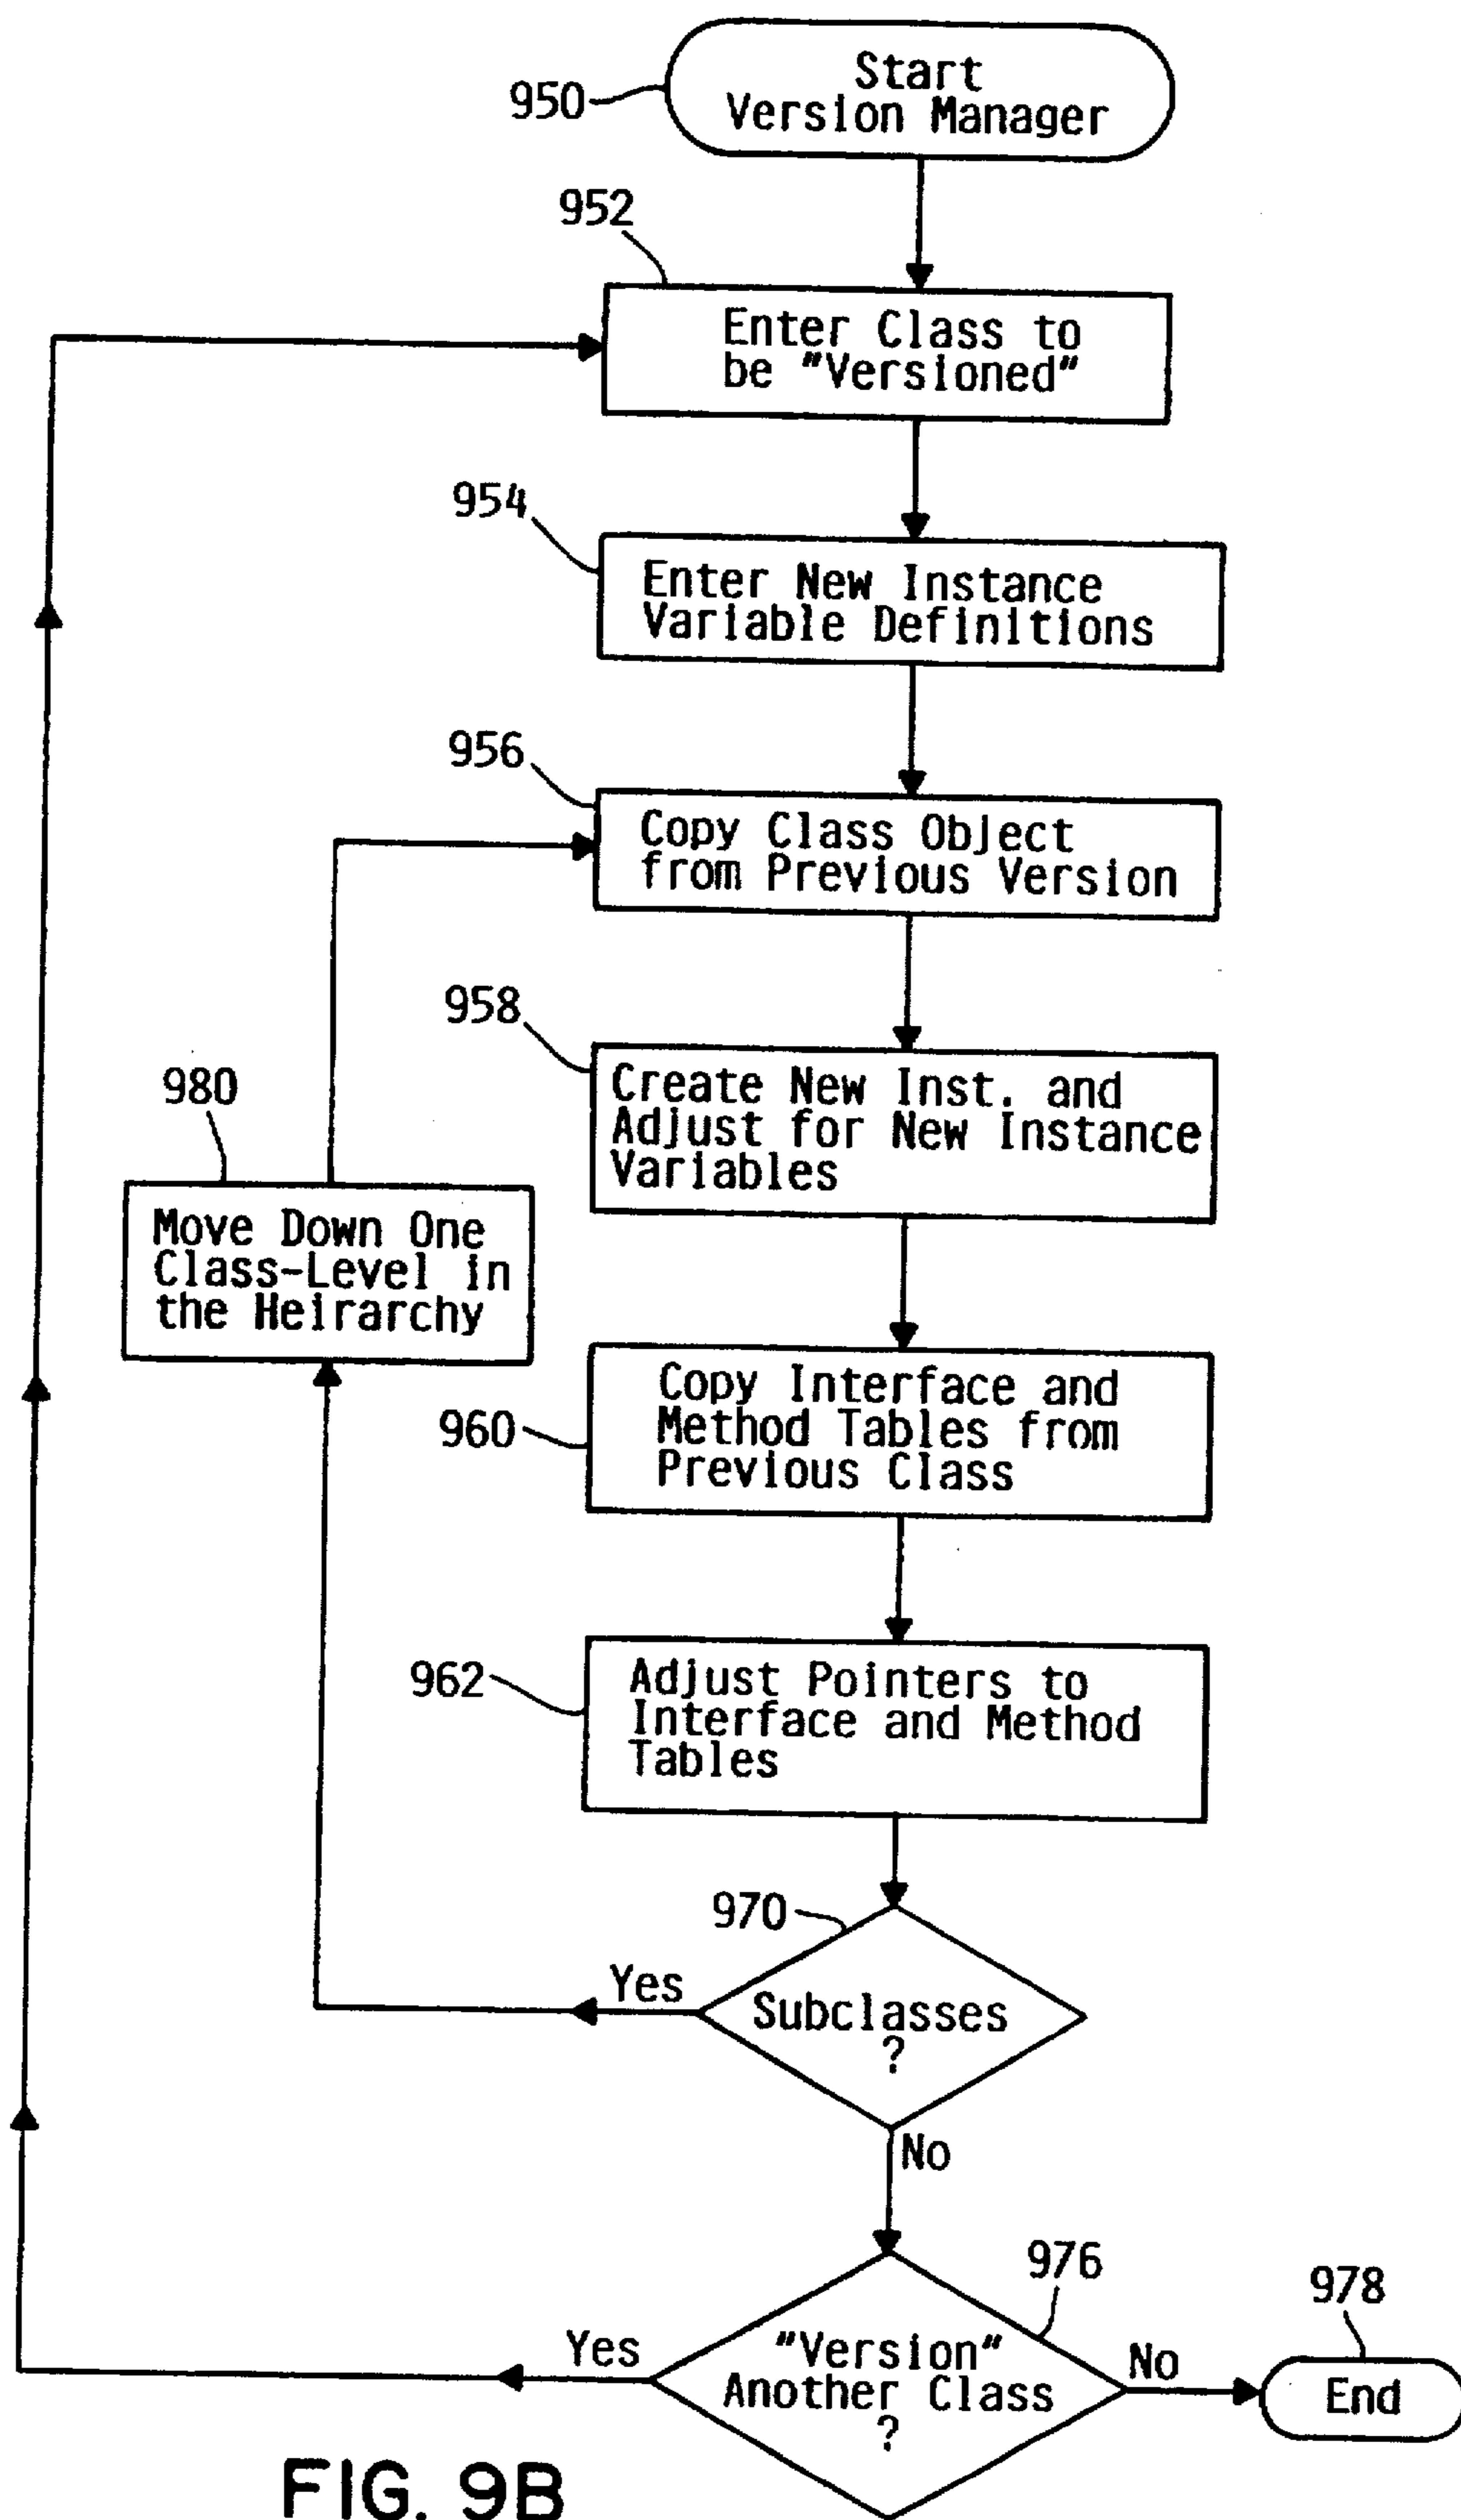 950
Start
Version Manager
952
Enter Class to
be "Versioned"
954
Enter New Instance
Variable Definitions
956
Copy Class Object
from Previous Version
958
Create New Inst. and
Adjust for New Instance
Variables
980
Move Down One
Class-Level in
the Heirarchy
960
Copy Interface and
Method Tables from
Previous Class
962
Adjust Pointers to
Interface and Method
Tables
970
Yes
Subclasses
?
No
976
978
Yes
"Version"
Another Class
?
No
End
FIG. 9B